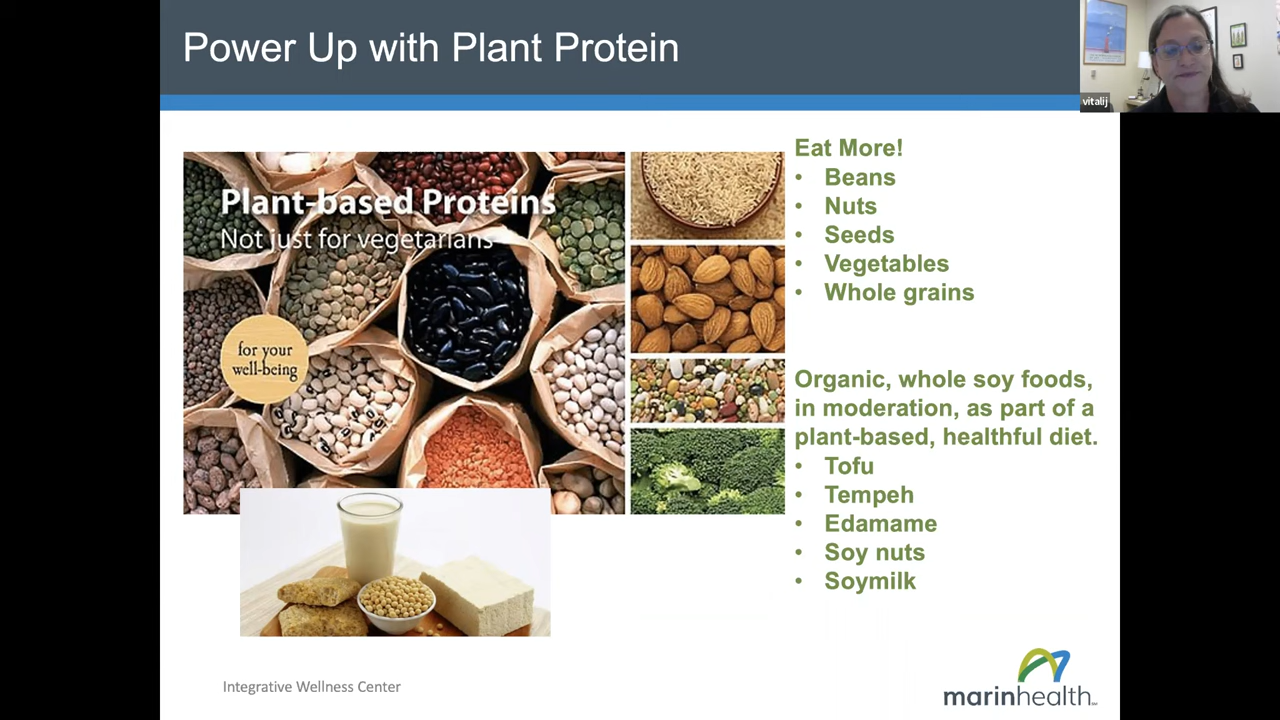 Power Up with Plant Protein
vitalij
Plant-based Proteins
Not just for vegetarians
for your
well-being
Eat More!
• Beans
• Nuts
• Seeds
• Vegetables
• Whole grains
Organic, whole soy foods,
in moderation, as part of a
plant-based, healthful diet.
• Tofu
• Tempeh
• Edamame
• Soy nuts
• Soymilk
Integrative Wellness Center
marinhealth